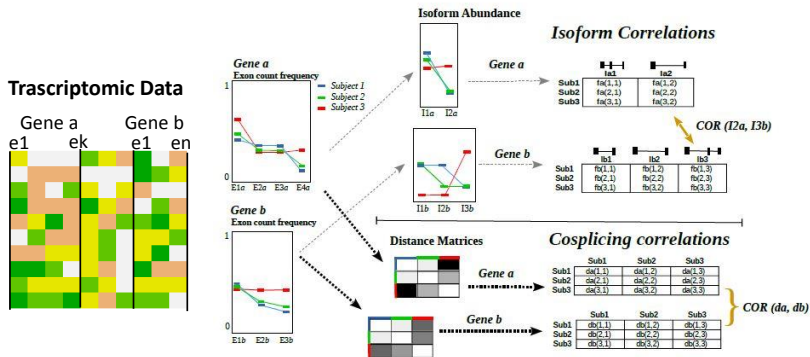 Trascriptomic Data
Gene a
Gene b
e1
ek
e1
en
Gene a
Exon count frequency
1
0
Subject 1
Subject 2
Subject 3
E1a E2a E3a E4a
Gene b
Exon count frequency
1
0
E1b E2b E3b
Isoform Abundance
I1a I2a
I1b I2b I3b
Gene a
Gene b
Isoform Correlations
Ia1 Ia2
Sub1 fa(1,1) fa(1,2)
Sub2 fa(2,1) fa(2,2)
Sub3 fa(3,1) fa(3,2)
COR (I2a, I3b)
Ib1 Ib2 Ib3
Sub1 fb(1,1) fb(1,2) fb(1,3)
Sub2 fb(2,1) fb(2,2) fb(2,3)
Sub3 fb(3,1) fb(3,2) fb(3,3)
Distance Matrices
Gene a
Gene b
Cosplicing correlations
Sub1 Sub2 Sub3
Sub1 da(1,1) da(1,2) da(1,3)
Sub2 da(2,1) da(2,2) da(2,3)
Sub3 da(3,1) da(3,2) da(3,3)
COR (da, db)
Sub1 Sub2 Sub3
Sub1 db(1,1) db(1,2) db(1,3)
Sub2 db(2,1) db(2,2) db(2,3)
Sub3 db(3,1) db(3,2) db(3,3)